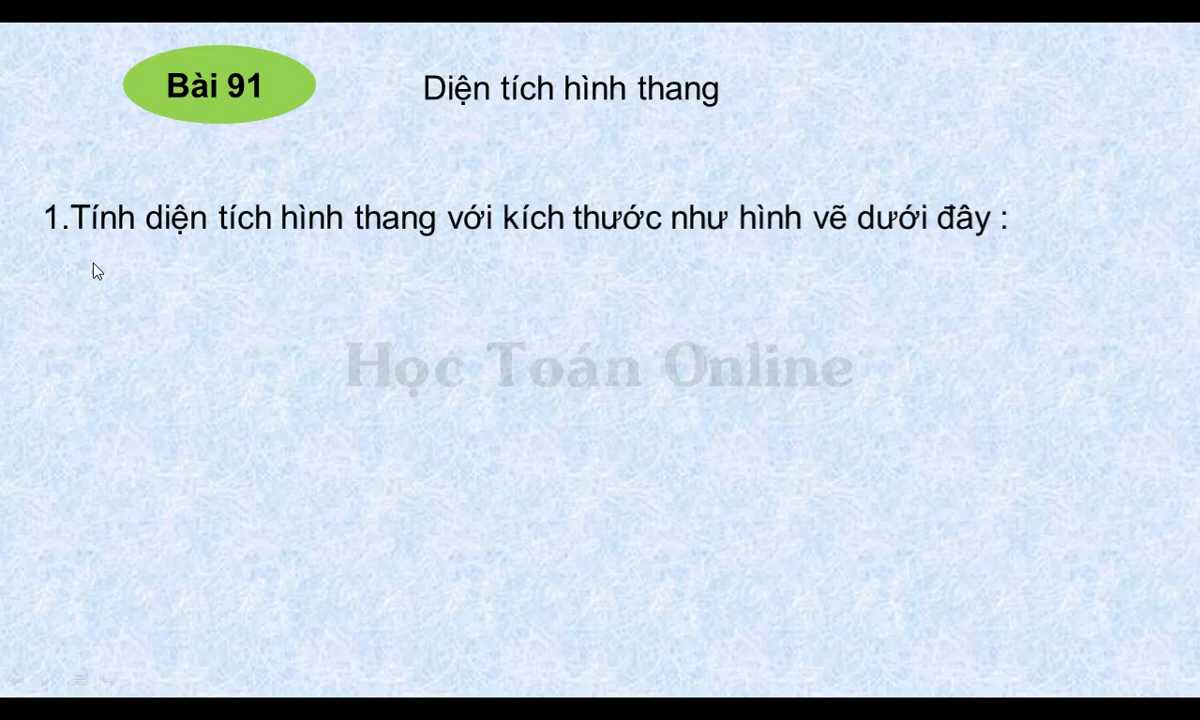 Bài 91
Diện tích hình thang
1.Tính diện tích hình thang với kích thước như hình vẽ dưới đây :
Học Toán Online